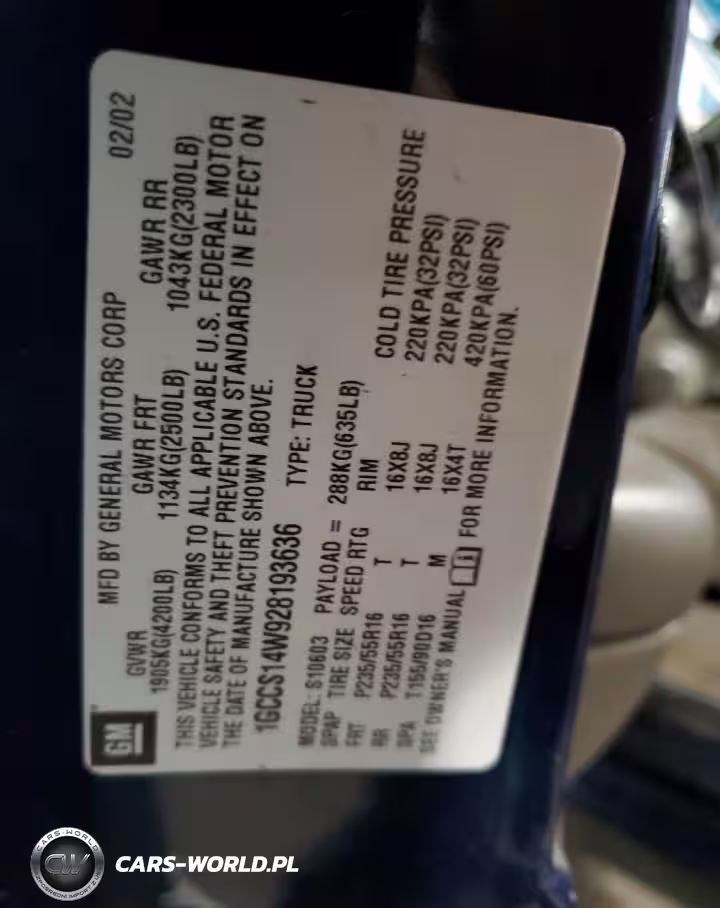 GM
MFD BY GENERAL MOTORS CORP 02/02
GVWR GAWR FRT GAWR RR
1905KG(4200LB) 1134KG(2500LB) 1043KG(2300LB)
THIS VEHICLE CONFORMS TO ALL APPLICABLE U.S. FEDERAL MOTOR
VEHICLE SAFETY AND THEFT PREVENTION STANDARDS IN EFFECT ON
THE DATE OF MANUFACTURE SHOWN ABOVE.
1GCCS14W928193636 TYPE: TRUCK
MODEL: S10603 PAYLOAD = 288KG(635LB)
SPAP TIRE SIZE SPEED RTG RIM COLD TIRE PRESSURE
FRT P235/55R16 T 16X8J 220KPA(32PSI)
RR P235/55R16 T 16X8J 220KPA(32PSI)
SPA T155/90D16 M 16X4T 420KPA(60PSI)
SEE OWNER'S MANUAL FOR MORE INFORMATION.
CARS-WORLD
CW
CARS-WORLD.PL